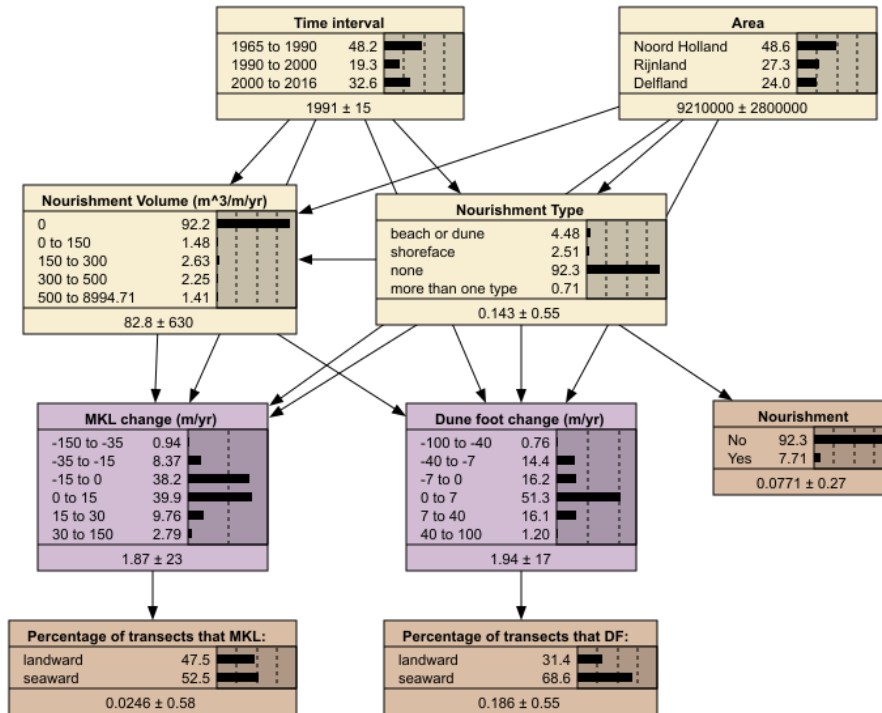 Time interval
1965 to 1990 48.2
1990 to 2000 19.3
2000 to 2016 32.6
1991 ± 15
Area
Noord Holland 48.6
Rijnland 27.3
Delfland 24.0
9210000 ± 2800000
Nourishment Volume (m^3/m/yr)
0 92.2
0 to 150 1.48
150 to 300 2.63
300 to 500 2.25
500 to 8994.71 1.41
82.8 ± 630
Nourishment Type
beach or dune 4.48
shoreface 2.51
none 92.3
more than one type 0.71
0.143 ± 0.55
MKL change (m/yr)
-150 to -35 0.94
-35 to -15 8.37
-15 to 0 38.2
0 to 15 39.9
15 to 30 9.76
30 to 150 2.79
1.87 ± 23
Dune foot change (m/yr)
-100 to -40 0.76
-40 to -7 14.4
-7 to 0 16.2
0 to 7 51.3
7 to 40 16.1
40 to 100 1.20
1.94 ± 17
Nourishment
No 92.3
Yes 7.71
0.0771 ± 0.27
Percentage of transects that MKL:
landward 47.5
seaward 52.5
0.0246 ± 0.58
Percentage of transects that DF:
landward 31.4
seaward 68.6
0.186 ± 0.55